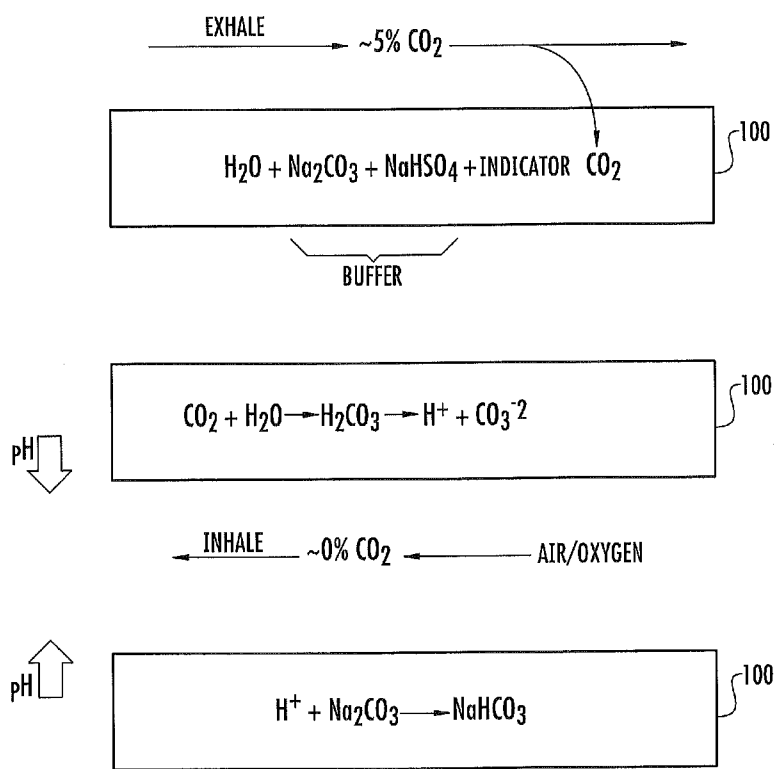 EXHALE ~5% CO₂
100
H₂O + Na₂CO₃ + NaHSO₄ + INDICATOR CO₂
BUFFER
100
CO₂ + H₂O → H₂CO₃ → H⁺ + CO₃⁻²
pH
INHALE ~0% CO₂ AIR/OXYGEN
pH
100
H⁺ + Na₂CO₃ → NaHCO₃